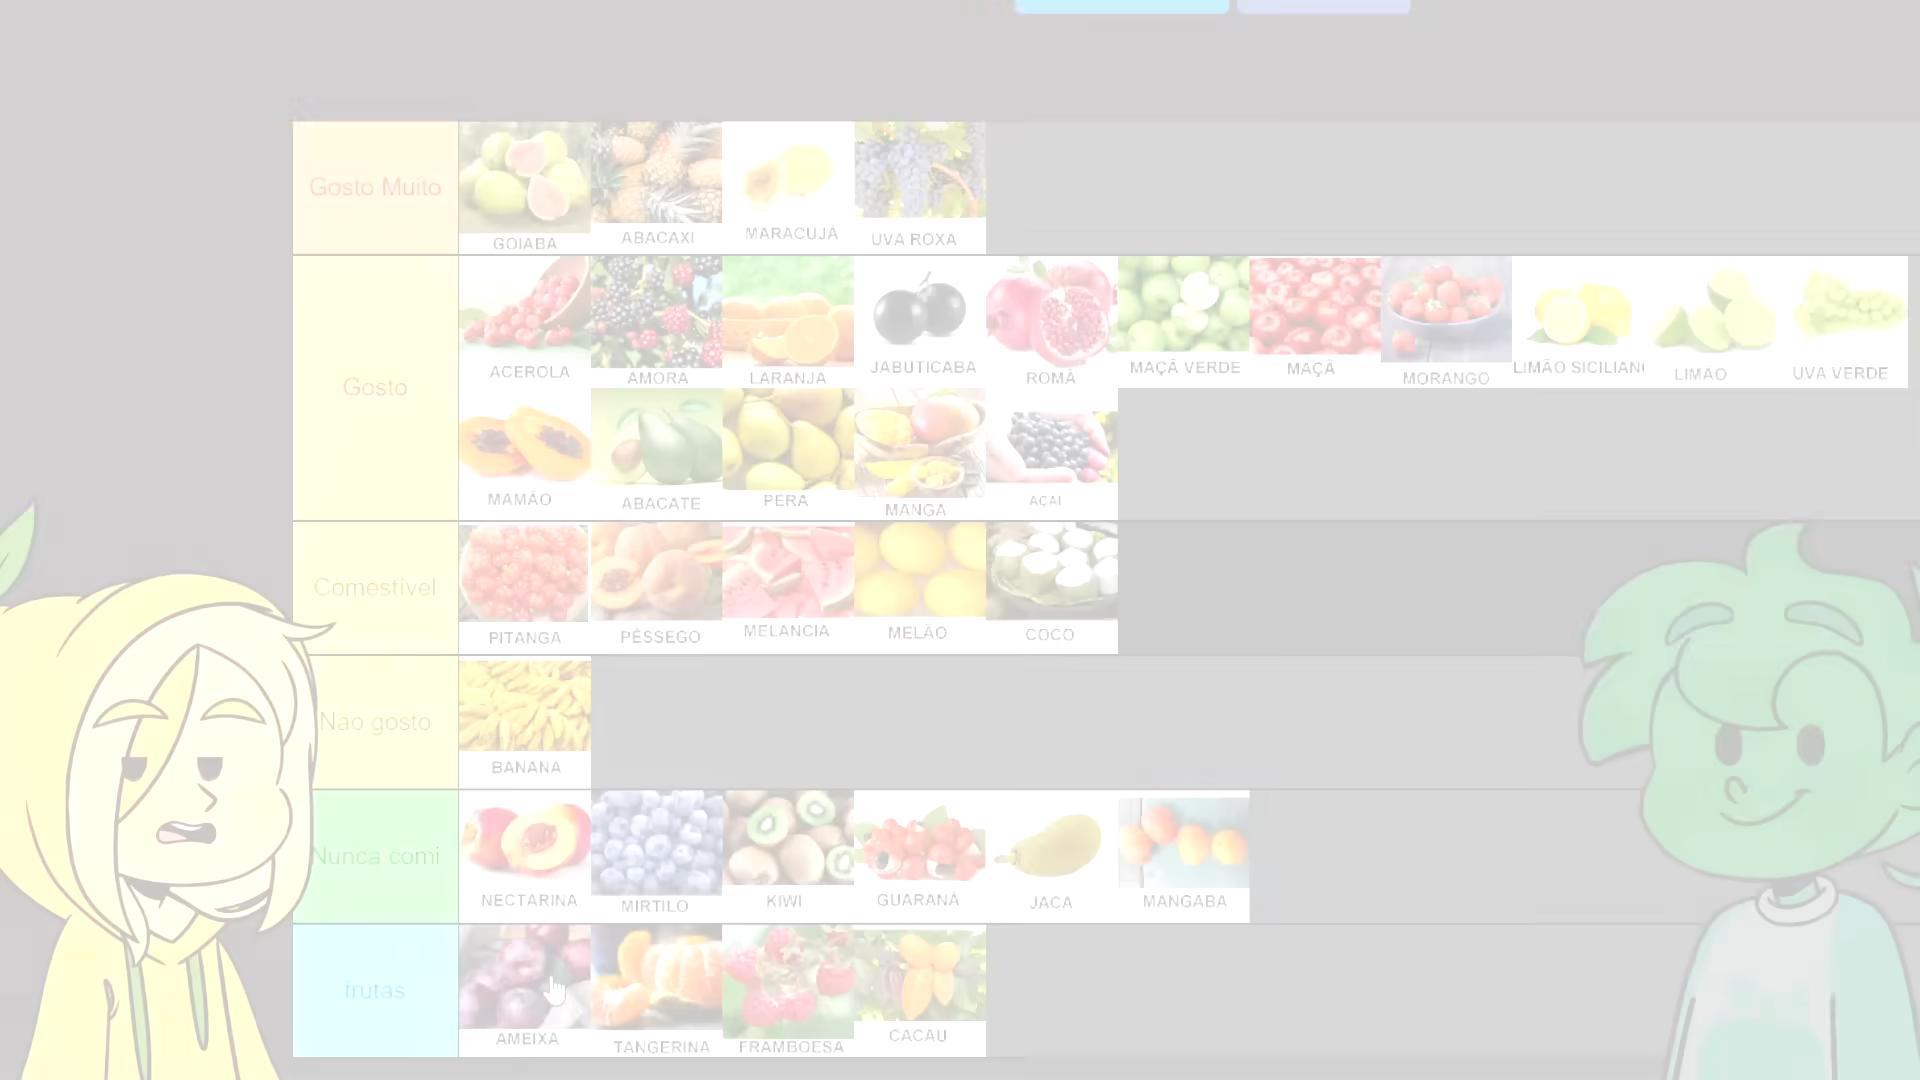 Gosto Muito
GOIABA
ABACAXI
MARACUJÁ
UVA ROXA
Gosto
ACEROLA
AMORA
LARANJA
JABUTICABA
ROMÃ
MAÇÃ VERDE
MAÇÃ
MORANGO
LIMÃO SICILIANO
LIMÃO
UVA VERDE
MAMÃO
ABACATE
PERA
MANGA
AÇAI
Comestivel
PITANGA
PÊSSEGO
MELANCIA
MELÃO
COCO
Não gosto
BANANA
Nunca comi
NECTARINA
MIRTILO
KIWI
GUARANÁ
JACA
MANGABA
frutas
AMEIXA
TANGERINA
FRAMBOESA
CACAU